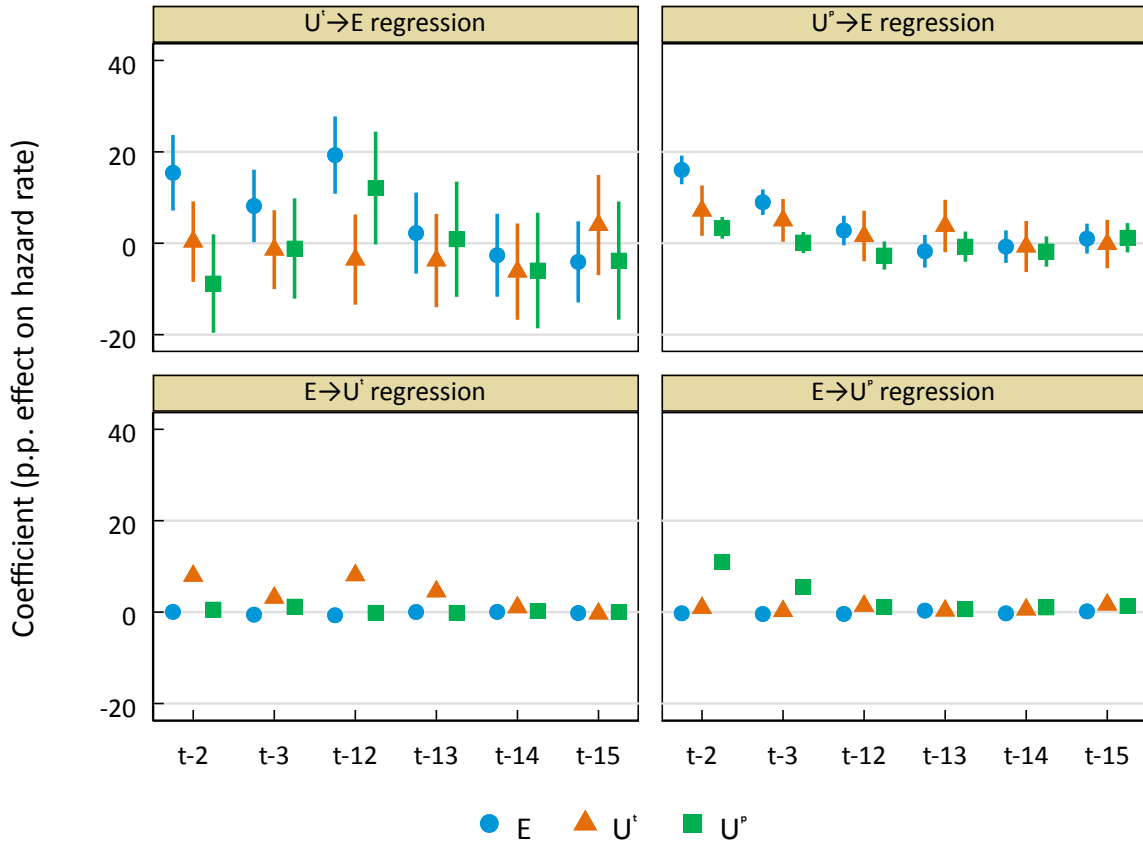 Uᵗ→E regression
Uᵖ→E regression
40
20
0
-20
E→Uᵗ regression
E→Uᵖ regression
40
20
0
-20
Coefficient (p.p. effect on hazard rate)
t-2 t-3 t-12 t-13 t-14 t-15
t-2 t-3 t-12 t-13 t-14 t-15
E Uᵗ Uᵖ